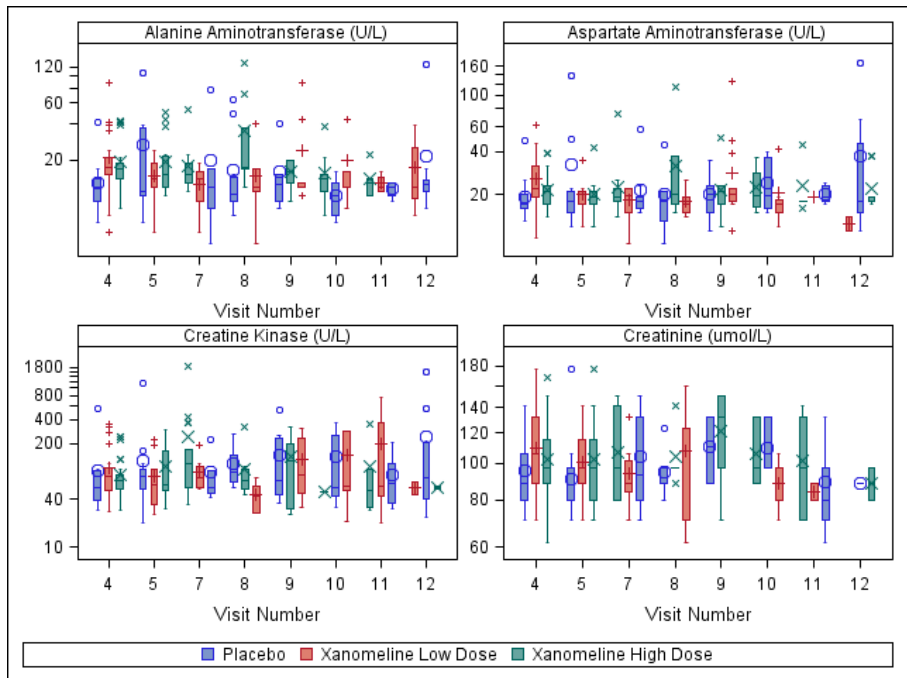 Alanine Aminotransferase (U/L)
120
60
20
4 5 7 8 9 10 11 12
Visit Number
Aspartate Aminotransferase (U/L)
160
100
60
40
20
4 5 7 8 9 10 11 12
Visit Number
Creatine Kinase (U/L)
1800
800
400
200
40
10
4 5 7 8 9 10 11 12
Visit Number
Creatinine (umol/L)
180
140
120
100
80
60
4 5 7 8 9 10 11 12
Visit Number
Placebo Xanomeline Low Dose Xanomeline High Dose